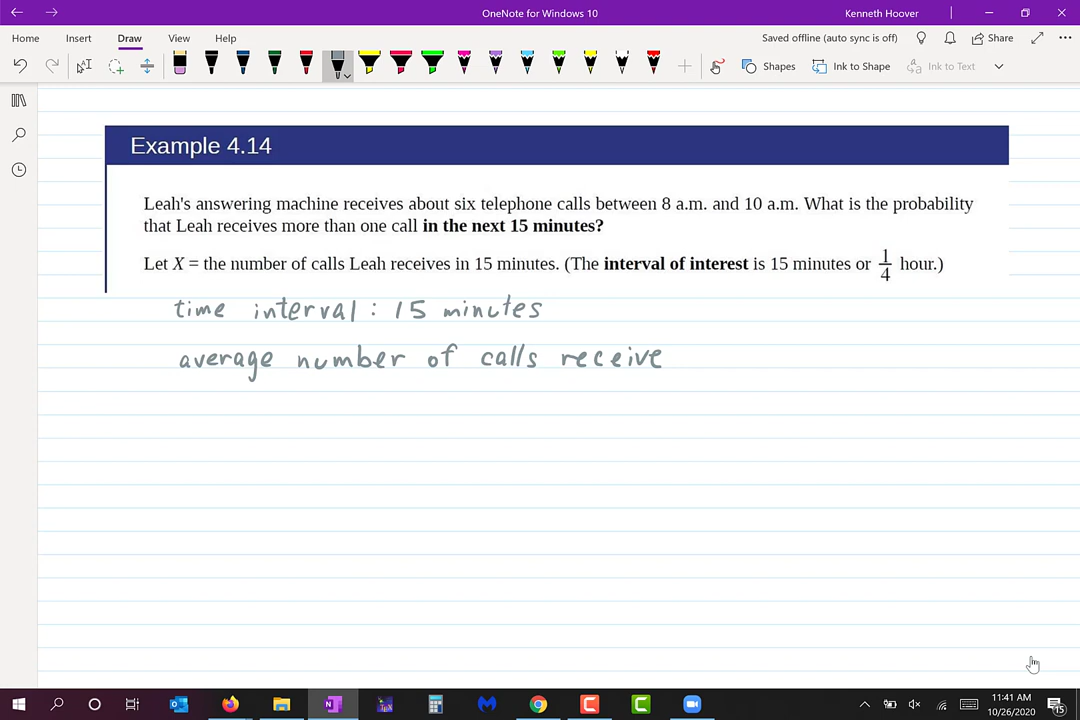 OneNote for Windows 10
Kenneth Hoover
Home Insert Draw View Help
Saved offline (auto sync is off)
Share
Shapes
Ink to Shape
Ink to Text
Example 4.14
Leah's answering machine receives about six telephone calls between 8 a.m. and 10 a.m. What is the probability
that Leah receives more than one call in the next 15 minutes?
Let X = the number of calls Leah receives in 15 minutes. (The interval of interest is 15 minutes or 1/4 hour.)
time interval: 15 minutes
average number of calls receive
11:41 AM
10/26/2020
15